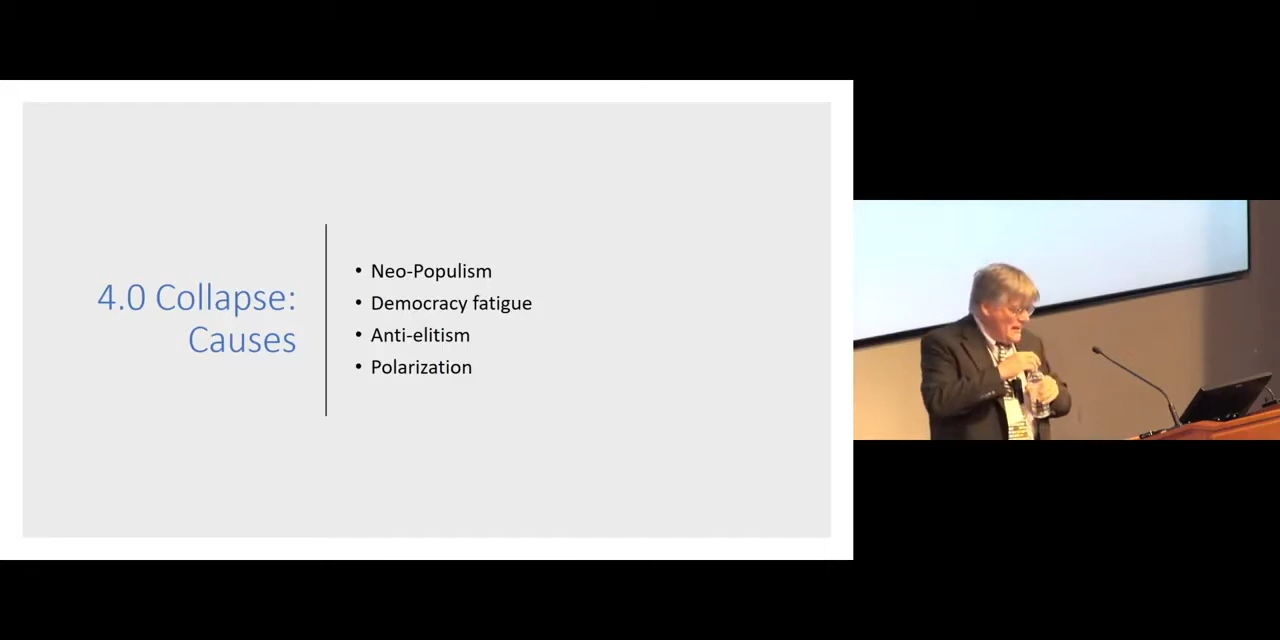 4.0 Collapse:
Causes
• Neo-Populism
• Democracy fatigue
• Anti-elitism
• Polarization